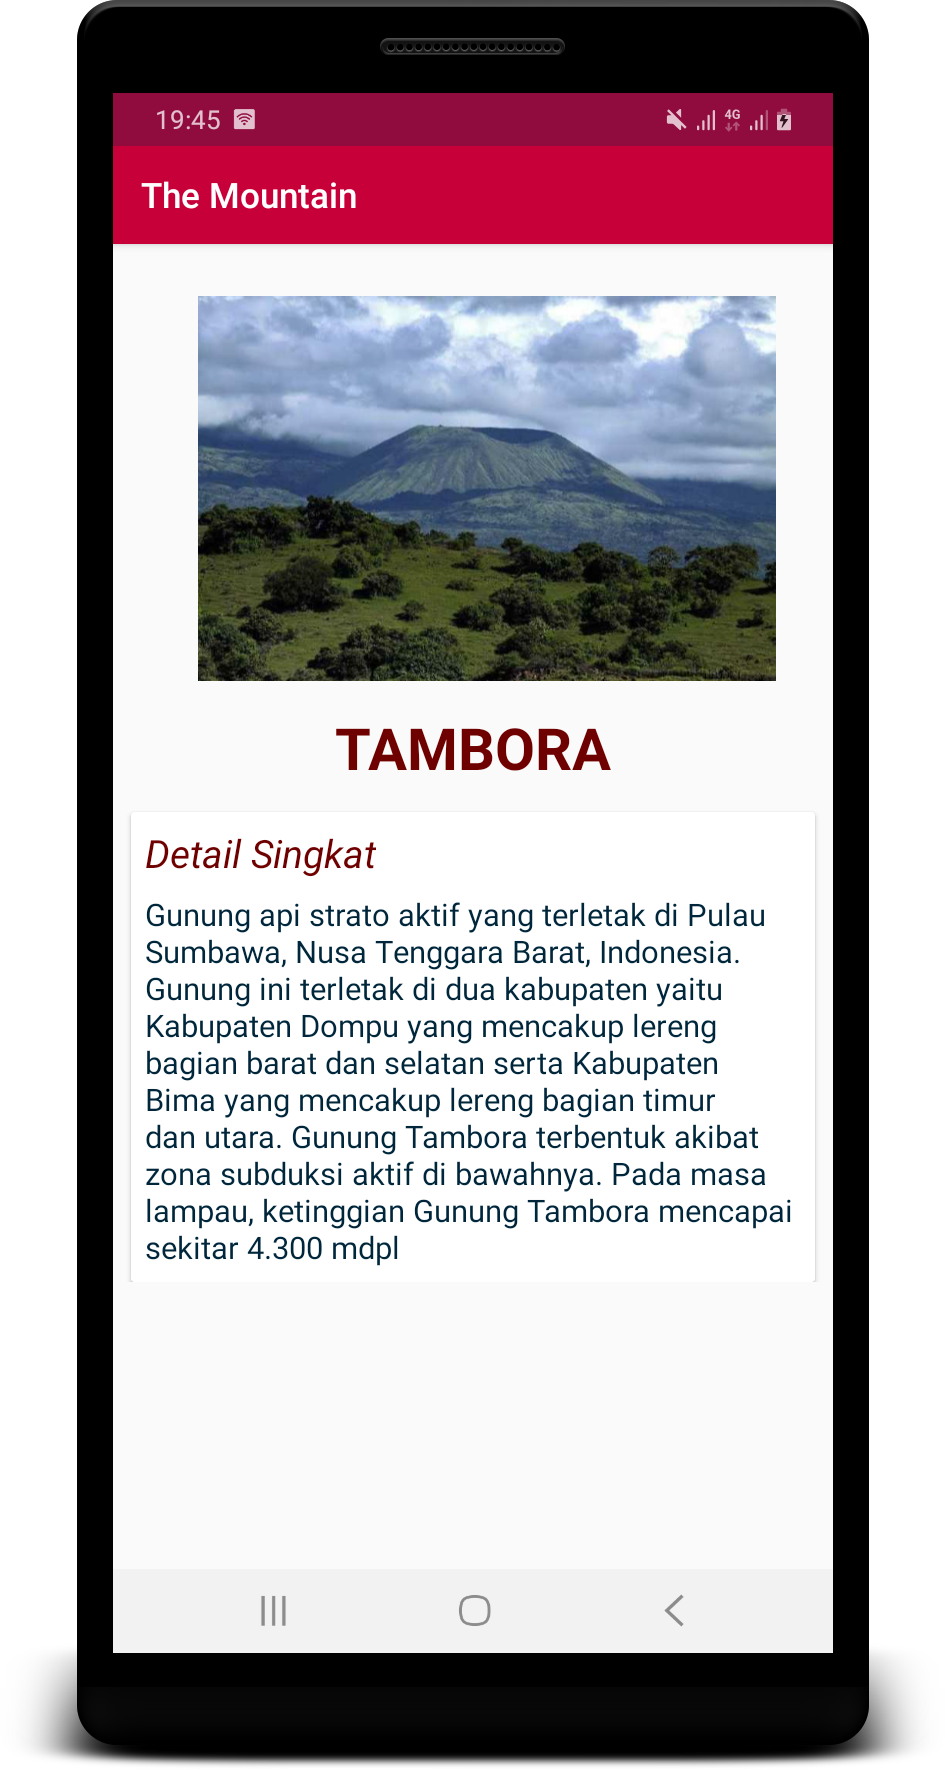 19:45
4G
The Mountain
TAMBORA
Detail Singkat
Gunung api strato aktif yang terletak di Pulau
Sumbawa, Nusa Tenggara Barat, Indonesia.
Gunung ini terletak di dua kabupaten yaitu
Kabupaten Dompu yang mencakup lereng
bagian barat dan selatan serta Kabupaten
Bima yang mencakup lereng bagian timur
dan utara. Gunung Tambora terbentuk akibat
zona subduksi aktif di bawahnya. Pada masa
lampau, ketinggian Gunung Tambora mencapai
sekitar 4.300 mdpl